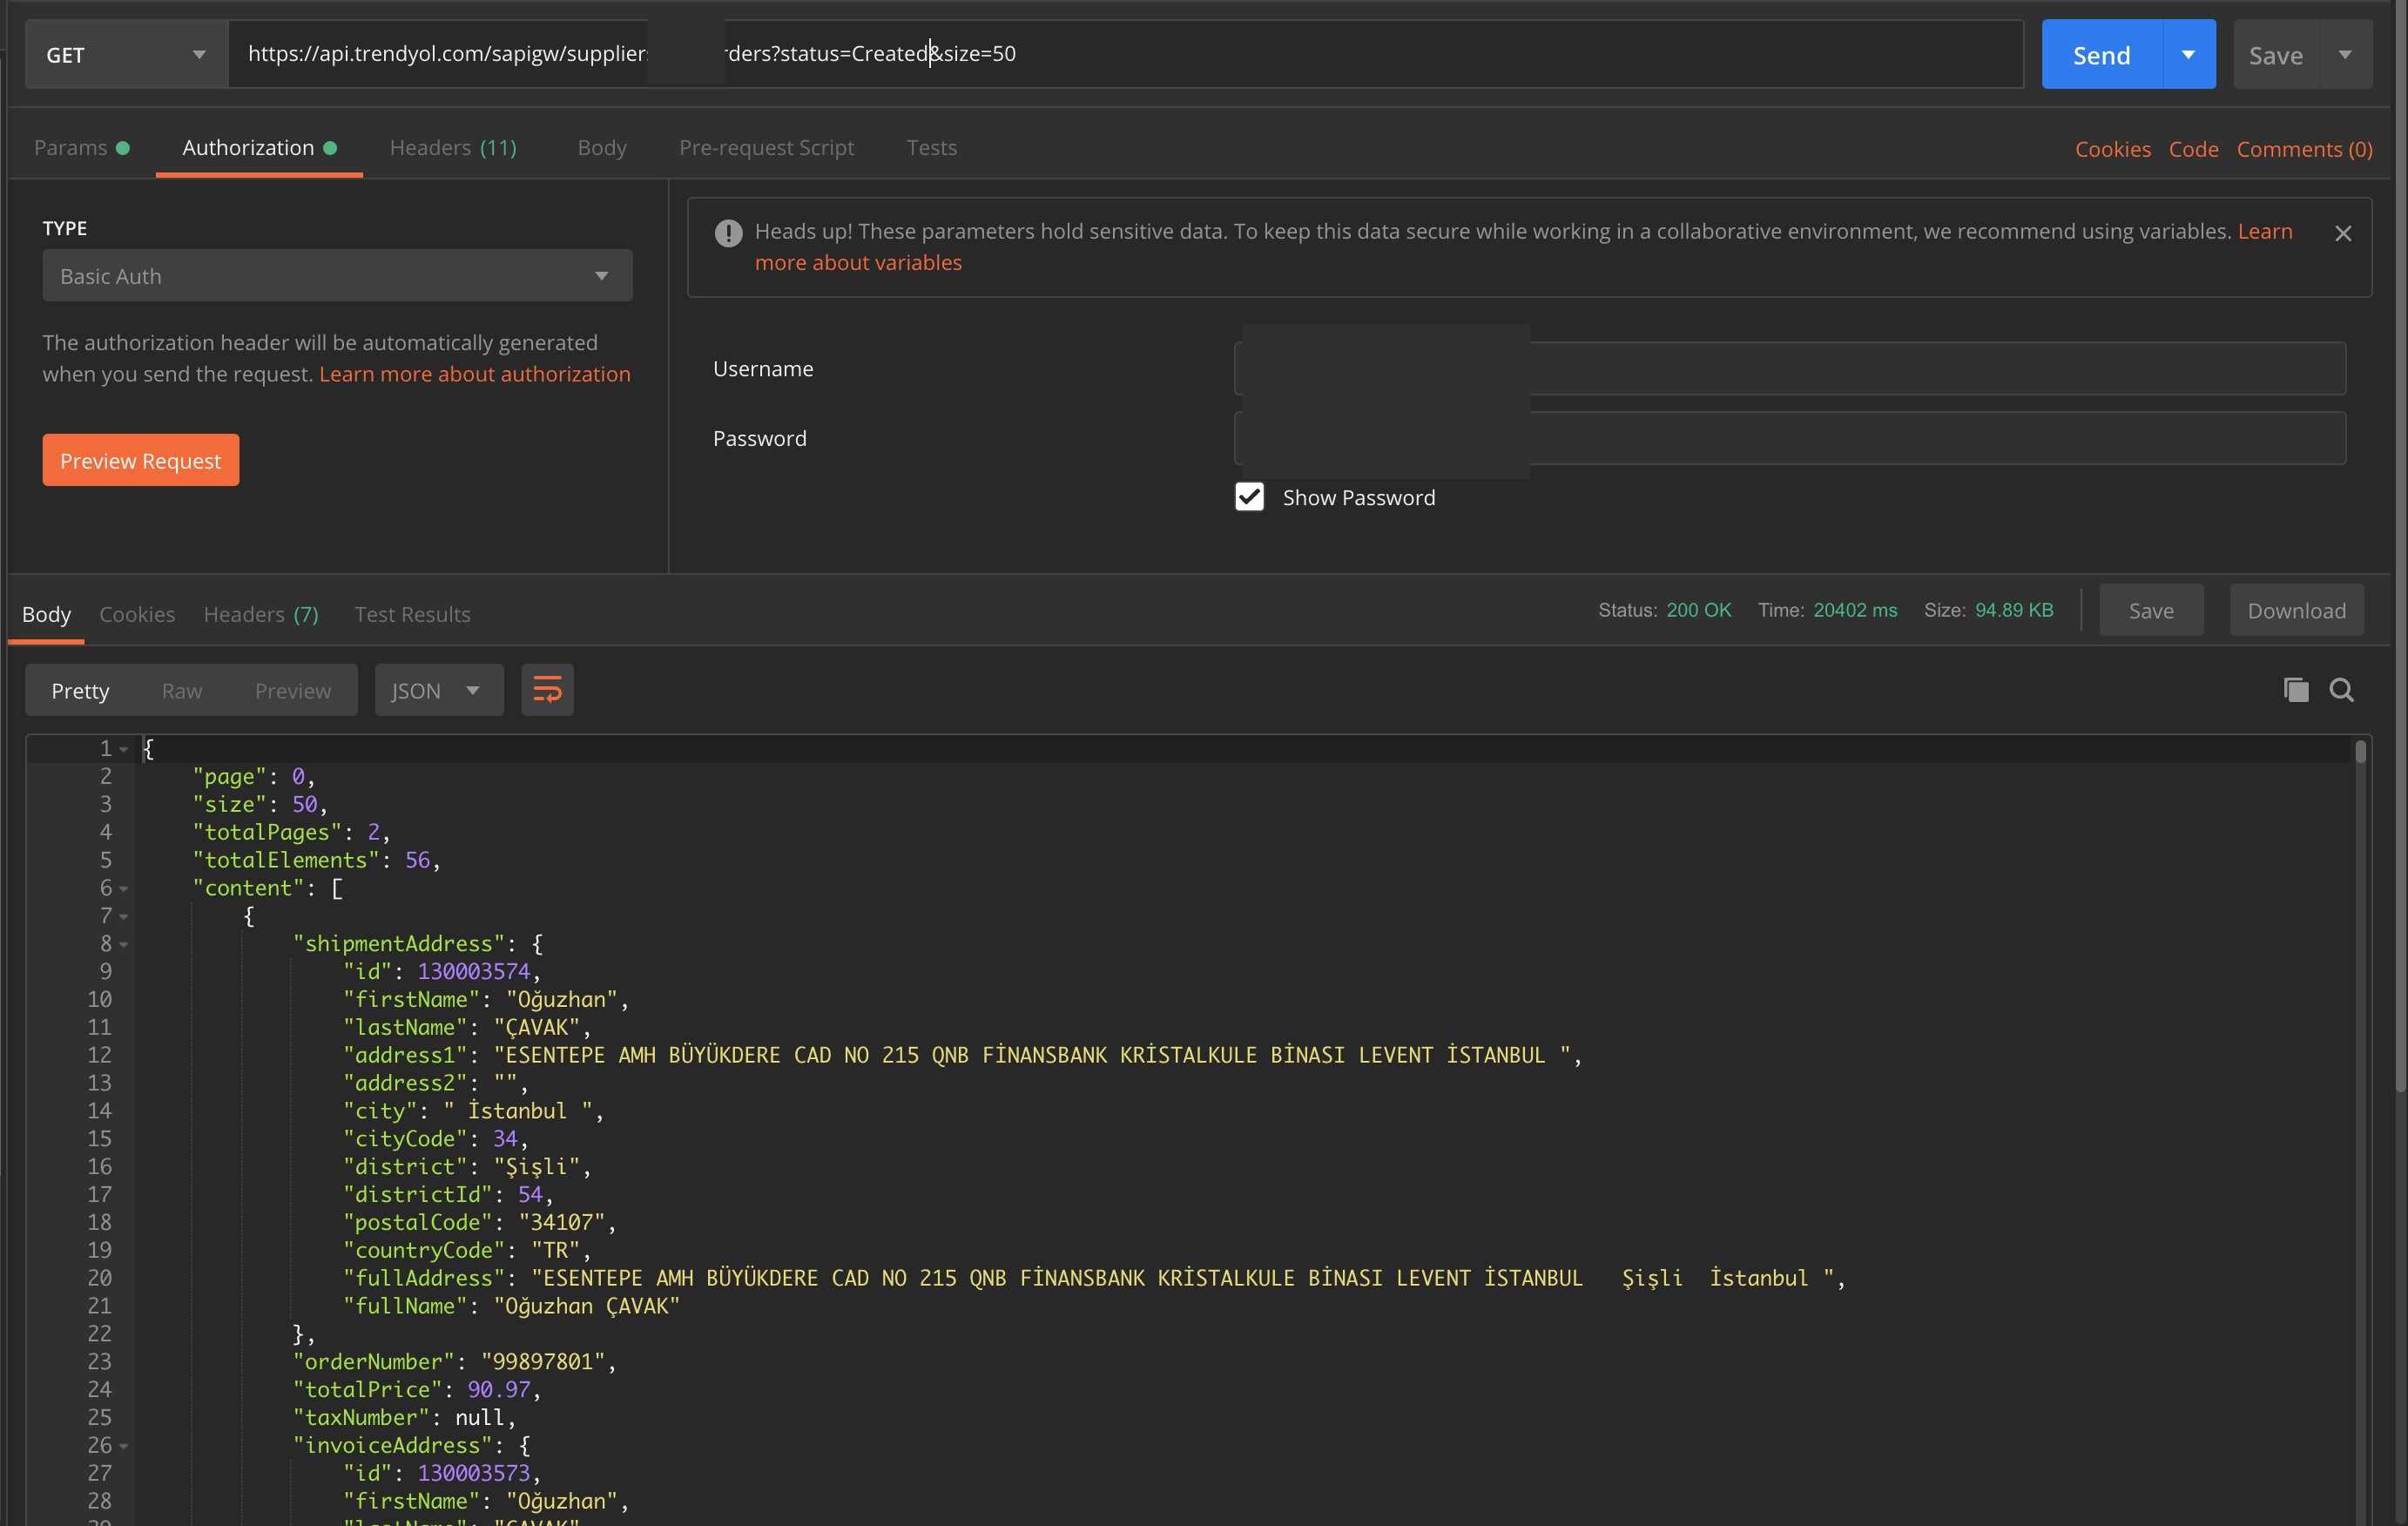 GET https://api.trendyol.com/sapigw/suppliers ders?status=Created&size=50 Send Save
Params Authorization Headers (11) Body Pre-request Script Tests Cookies Code Comments (0)
TYPE
Basic Auth
The authorization header will be automatically generated
when you send the request. Learn more about authorization
Preview Request
Heads up! These parameters hold sensitive data. To keep this data secure while working in a collaborative environment, we recommend using variables. Learn
more about variables
Username
Password
Show Password
Body Cookies Headers (7) Test Results Status: 200 OK Time: 20402 ms Size: 94.89 KB Save Download
Pretty Raw Preview JSON
1 {
2 "page": 0,
3 "size": 50,
4 "totalPages": 2,
5 "totalElements": 56,
6 "content": [
7 {
8 "shipmentAddress": {
9 "id": 130003574,
10 "firstName": "Oğuzhan",
11 "lastName": "ÇAVAK",
12 "address1": "ESENTEPE AMH BÜYÜKDERE CAD NO 215 QNB FİNANSBANK KRİSTALKULE BİNASI LEVENT İSTANBUL ",
13 "address2": "",
14 "city": " İstanbul ",
15 "cityCode": 34,
16 "district": "Şişli",
17 "districtId": 54,
18 "postalCode": "34107",
19 "countryCode": "TR",
20 "fullAddress": "ESENTEPE AMH BÜYÜKDERE CAD NO 215 QNB FİNANSBANK KRİSTALKULE BİNASI LEVENT İSTANBUL   Şişli  İstanbul ",
21 "fullName": "Oğuzhan ÇAVAK"
22 },
23 "orderNumber": "99897801",
24 "totalPrice": 90.97,
25 "taxNumber": null,
26 "invoiceAddress": {
27 "id": 130003573,
28 "firstName": "Oğuzhan",